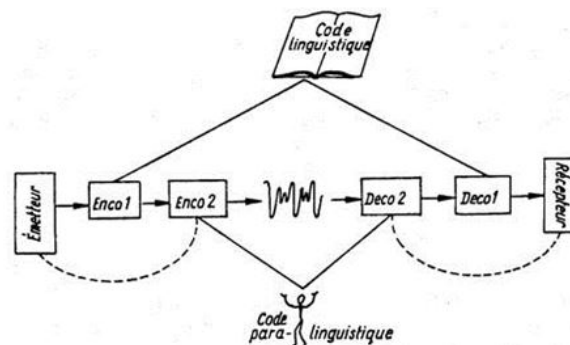 Code
linguistique
Émetteur
Enco 1
Enco 2
Deco 2
Deco 1
Récepteur
Code
para-linguistique